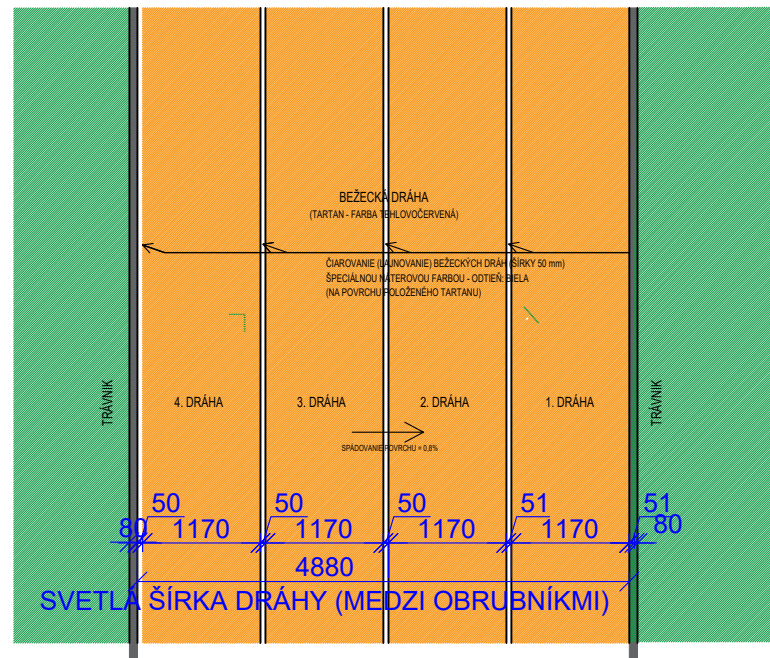 BEŽECKÁ DRÁHA
(TARTAN - FARBA TEHLOVOČERVENÁ)
ČIAROVANIE (LAJNOVANIE) BEŽECKÝCH DRÁH (ŠÍRKY 50 mm)
ŠPECIÁLNOU NÁTEROVOU FARBOU - ODTIEŇ: BIELA
(NA POVRCHU POLOŽENÉHO TARTANU)
TRÁVNIK
4. DRÁHA
3. DRÁHA
2. DRÁHA
1. DRÁHA
TRÁVNIK
SPÁDOVANIE POVRCHU = 0,8%
50 50 50 51 51
80 1170 1170 1170 1170 80
4880
SVETLÁ ŠÍRKA DRÁHY (MEDZI OBRUBNÍKMI)